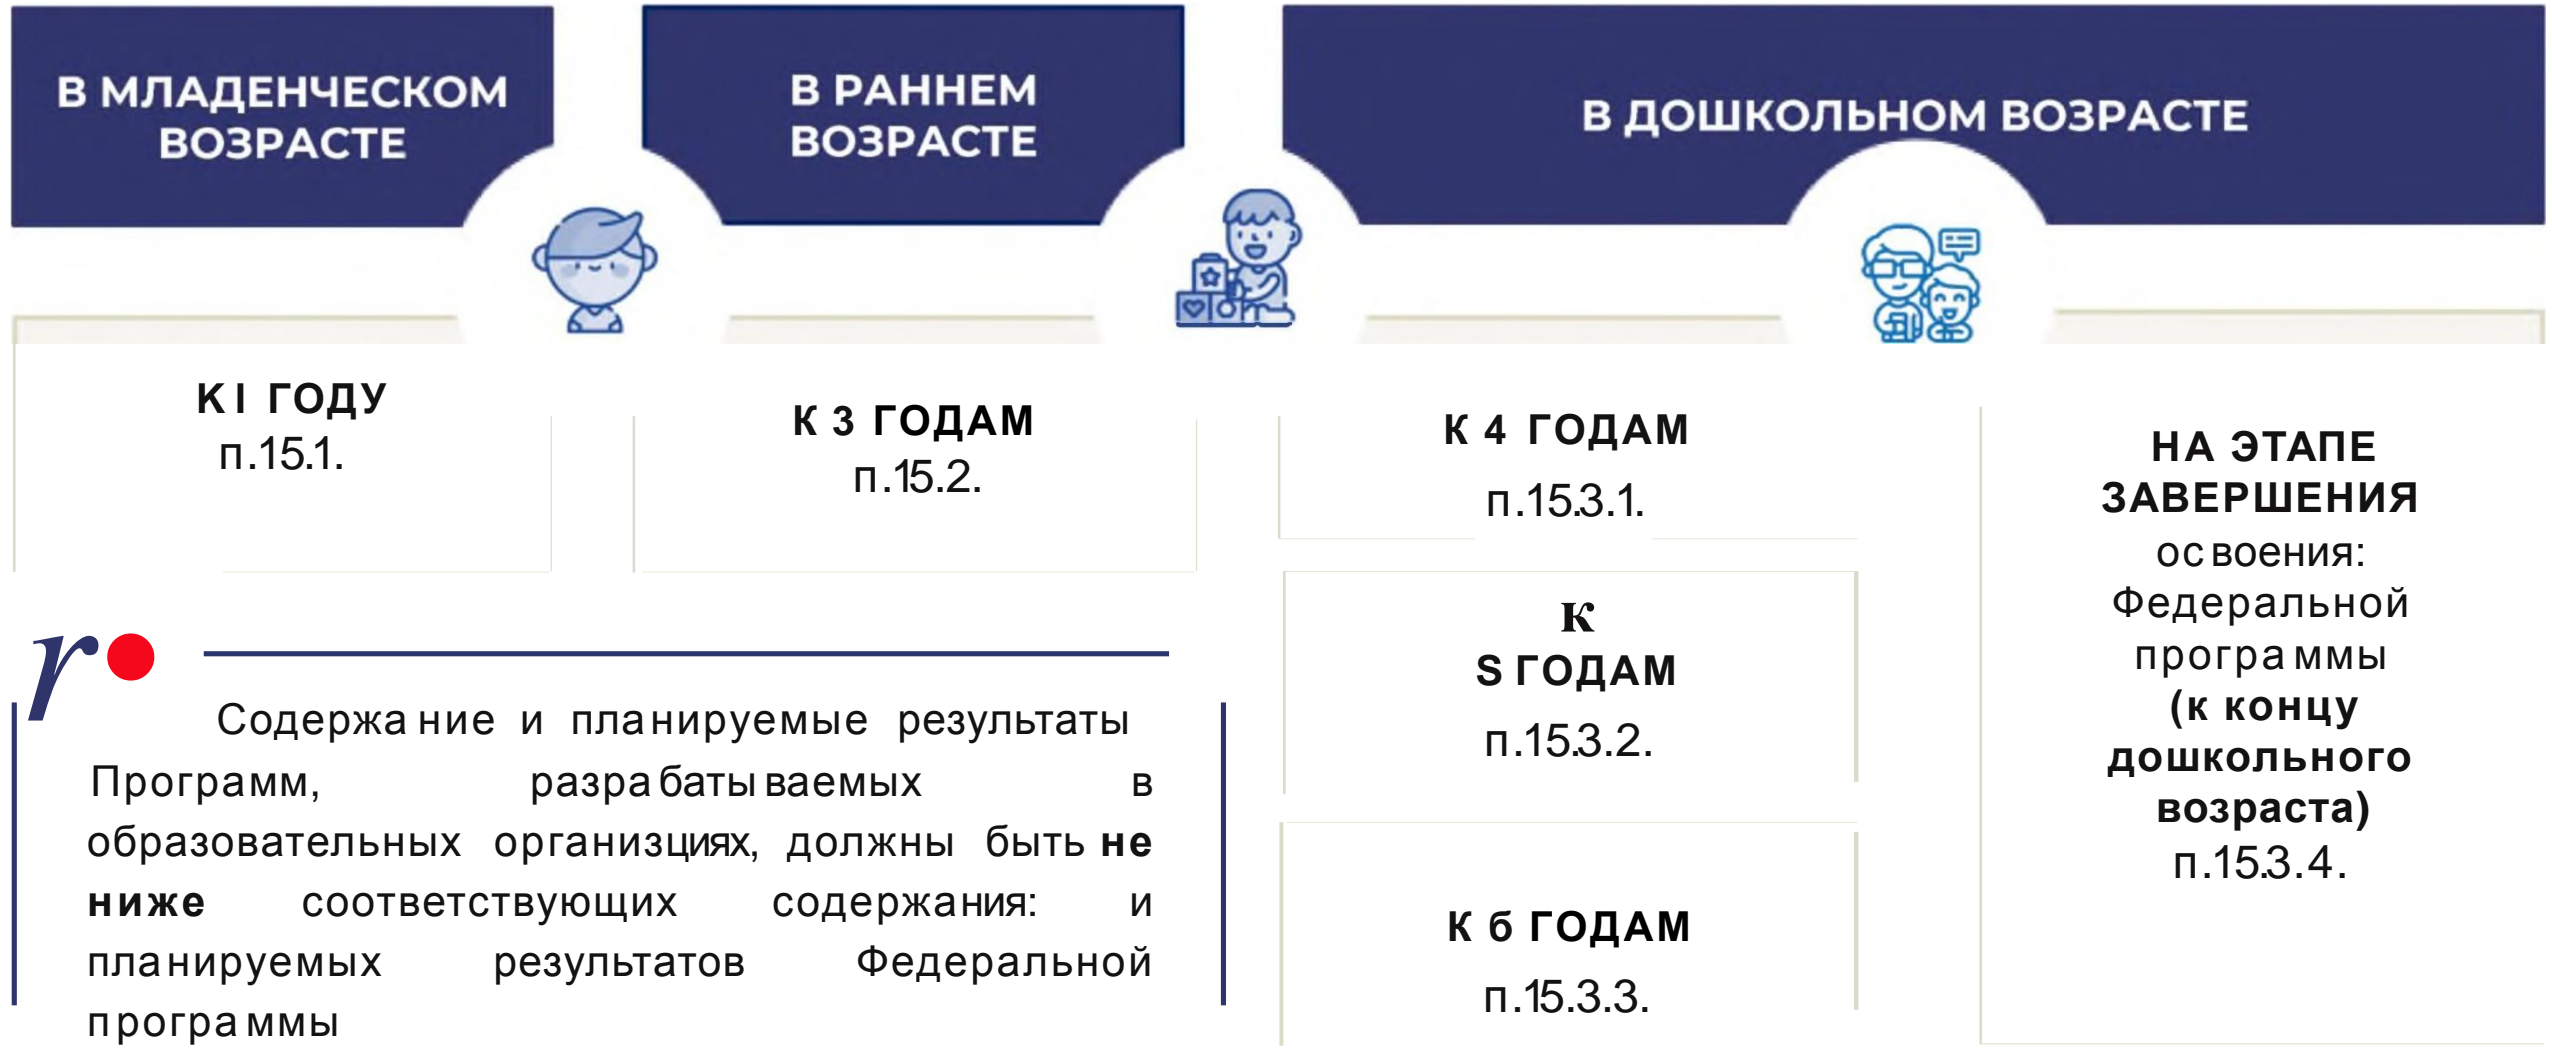 В МЛАДЕНЧЕСКОМ
ВОЗРАСТЕ
В РАННЕМ
ВОЗРАСТЕ
В ДОШКОЛЬНОМ ВОЗРАСТЕ
К I ГОДУ
п.15.1.
К 3 ГОДАМ
п.15.2.
К 4 ГОДАМ
п.15.3.1.
К
S ГОДАМ
п.15.3.2.
К б ГОДАМ
п.15.3.3.
НА ЭТАПЕ
ЗАВЕРШЕНИЯ
освоения:
Федеральной
программы
(к концу
дошкольного
возраста)
п.15.3.4.
r
Содержание и планируемые результаты
Программ, разрабатываемых в
образовательных организциях, должны быть не
ниже соответствующих содержания: и
планируемых результатов Федеральной
программы